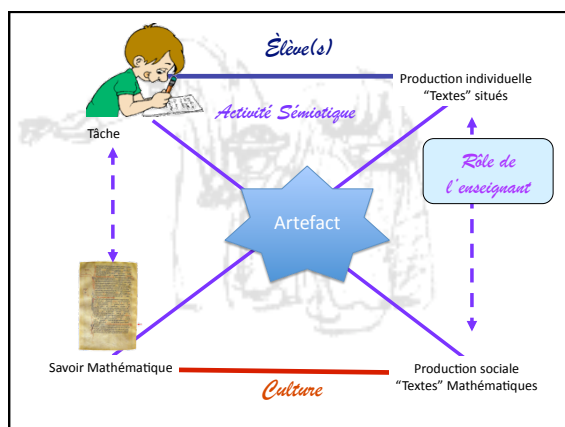 Èlève(s)
Production individuelle
“Textes” situés
Activité Sémiotique
Tâche
Rôle de
l’enseignant
Artefact
Savoir Mathématique
Production sociale
“Textes” Mathématiques
Culture